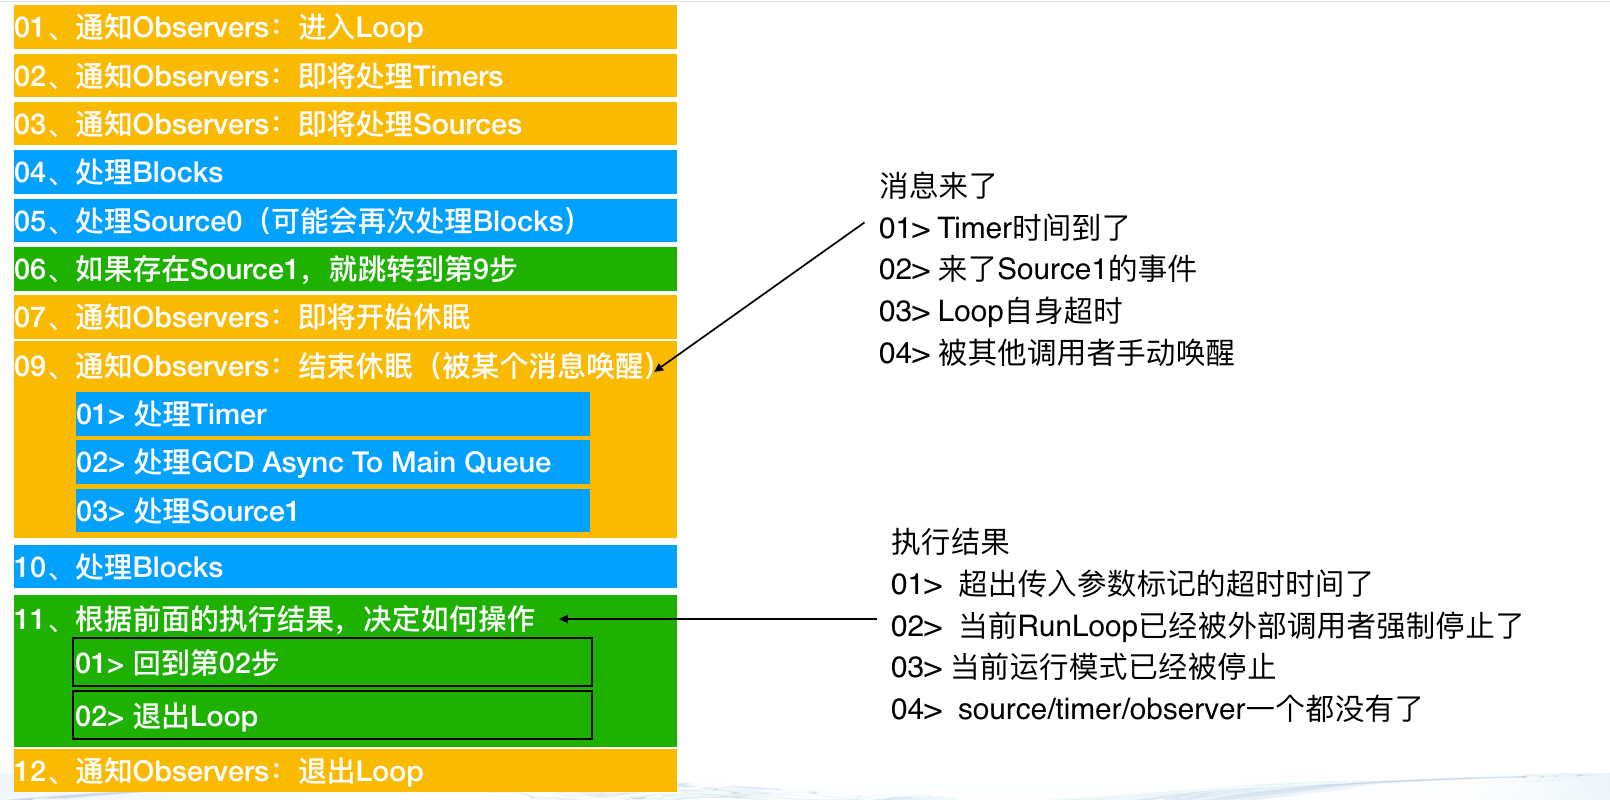 01、通知Observers：进入Loop
02、通知Observers：即将处理Timers
03、通知Observers：即将处理Sources
04、处理Blocks
05、处理Source0（可能会再次处理Blocks）
06、如果存在Source1，就跳转到第9步
07、通知Observers：即将开始休眠
09、通知Observers：结束休眠（被某个消息唤醒）
01> 处理Timer
02> 处理GCD Async To Main Queue
03> 处理Source1
10、处理Blocks
11、根据前面的执行结果，决定如何操作
01> 回到第02步
02> 退出Loop
12、通知Observers：退出Loop
消息来了
01> Timer时间到了
02> 来了Source1的事件
03> Loop自身超时
04> 被其他调用者手动唤醒
执行结果
01>  超出传入参数标记的超时时间了
02>  当前RunLoop已经被外部调用者强制停止了
03> 当前运行模式已经被停止
04>  source/timer/observer一个都没有了